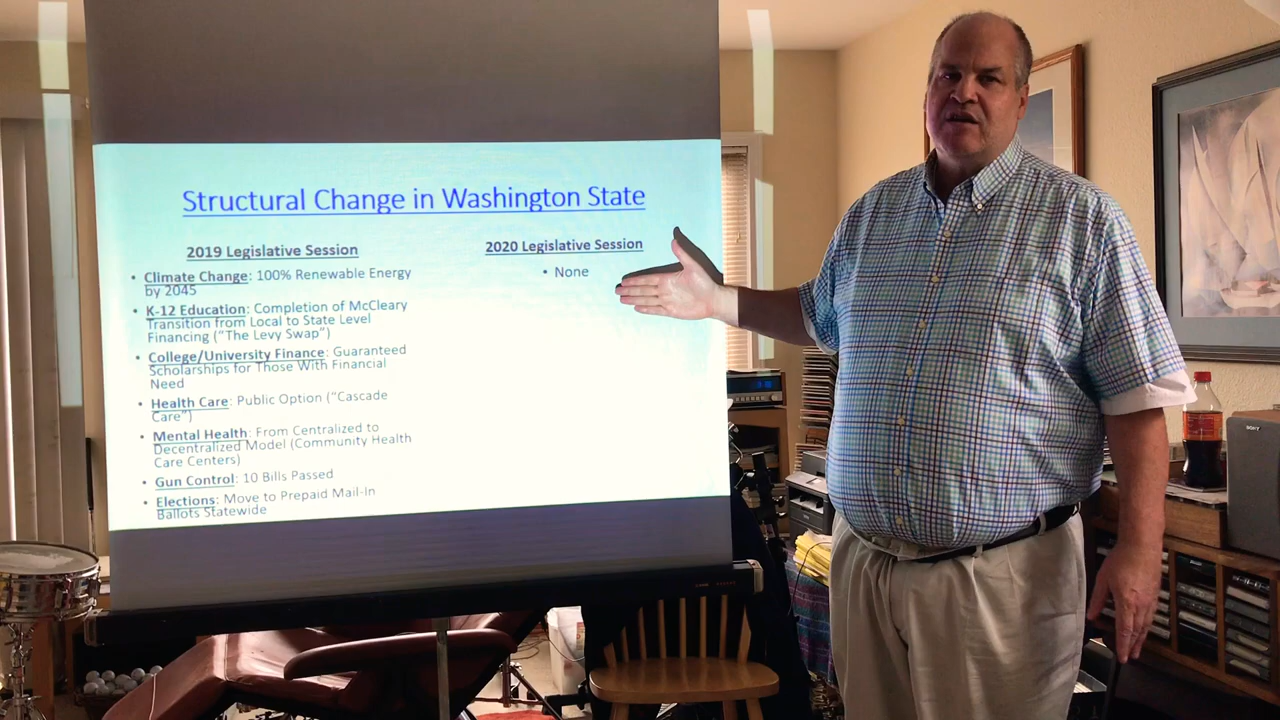 Structural Change in Washington State
2019 Legislative Session
• Climate Change: 100% Renewable Energy
by 2045
• K-12 Education: Completion of McCleary
Transition from Local to State Level
Financing ("The Levy Swap")
• College/University Finance: Guaranteed
Scholarships for Those With Financial
Need
• Health Care: Public Option ("Cascade
Care")
• Mental Health: From Centralized to
Decentralized Model (Community Health
Care Centers)
• Gun Control: 10 Bills Passed
• Elections: Move to Prepaid Mail-In
Ballots Statewide
2020 Legislative Session
• None
SONY